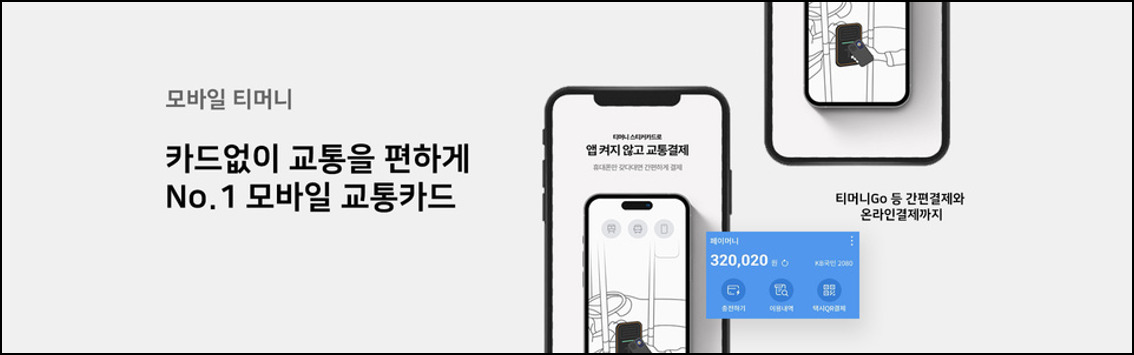 모바일 티머니
카드없이 교통을 편하게
No.1 모바일 교통카드
티머니 스티커카드로
앱 켜지 않고 교통결제
휴대폰만 갖다대면 간편하게 결제
티머니Go 등 간편결제와
온라인결제까지
페이머니
320,020 원
KB국민 2080
충전하기
이용내역
택시QR결제